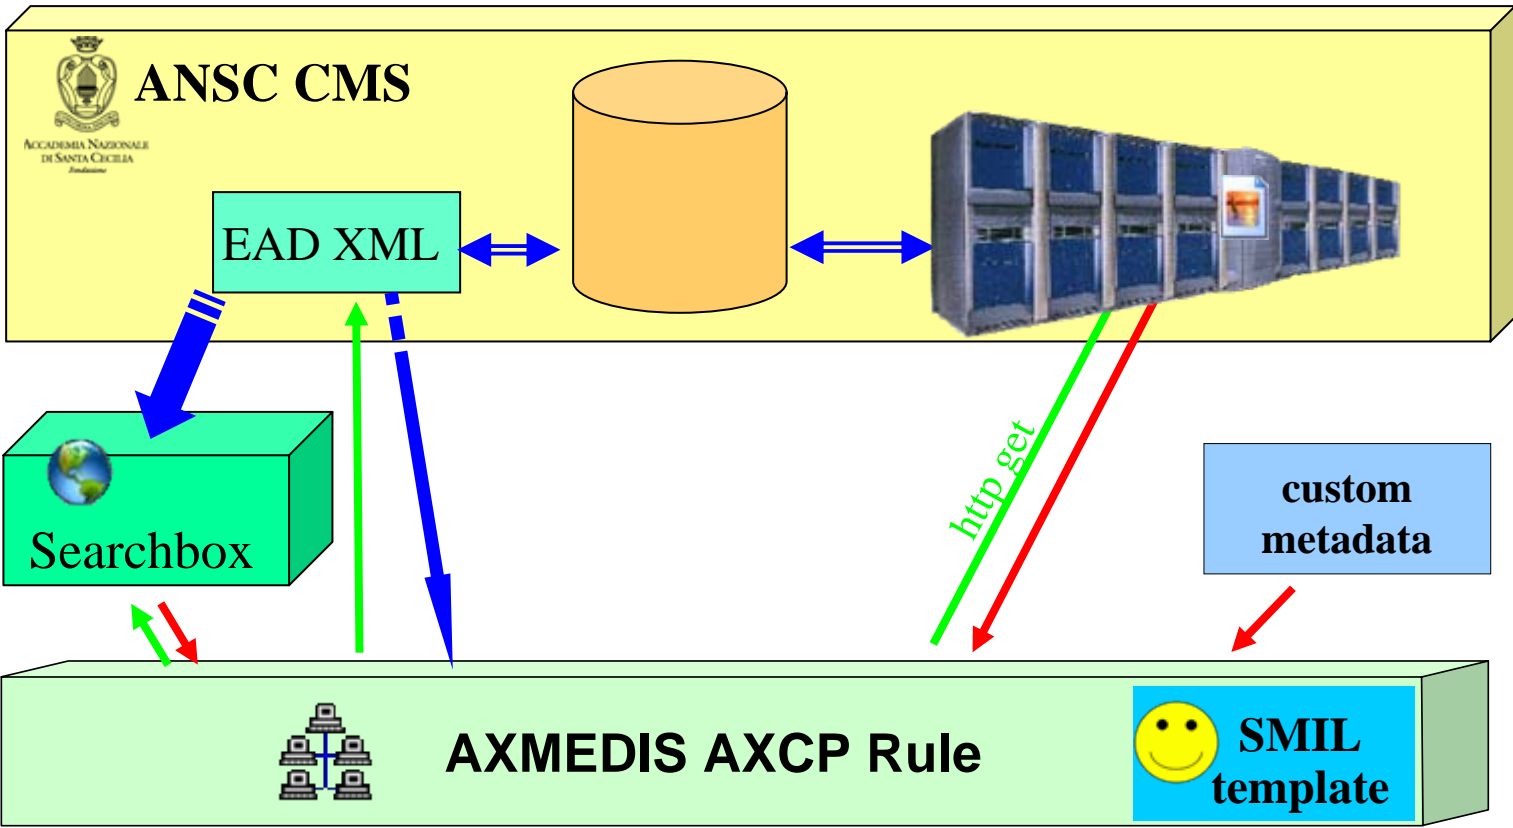 ANSC CMS
ACCADEMIA NAZIONALE
DI SANTA CECILIA
Fondazione
EAD XML
http get
custom
metadata
Searchbox
AXMEDIS AXCP Rule
SMIL
template